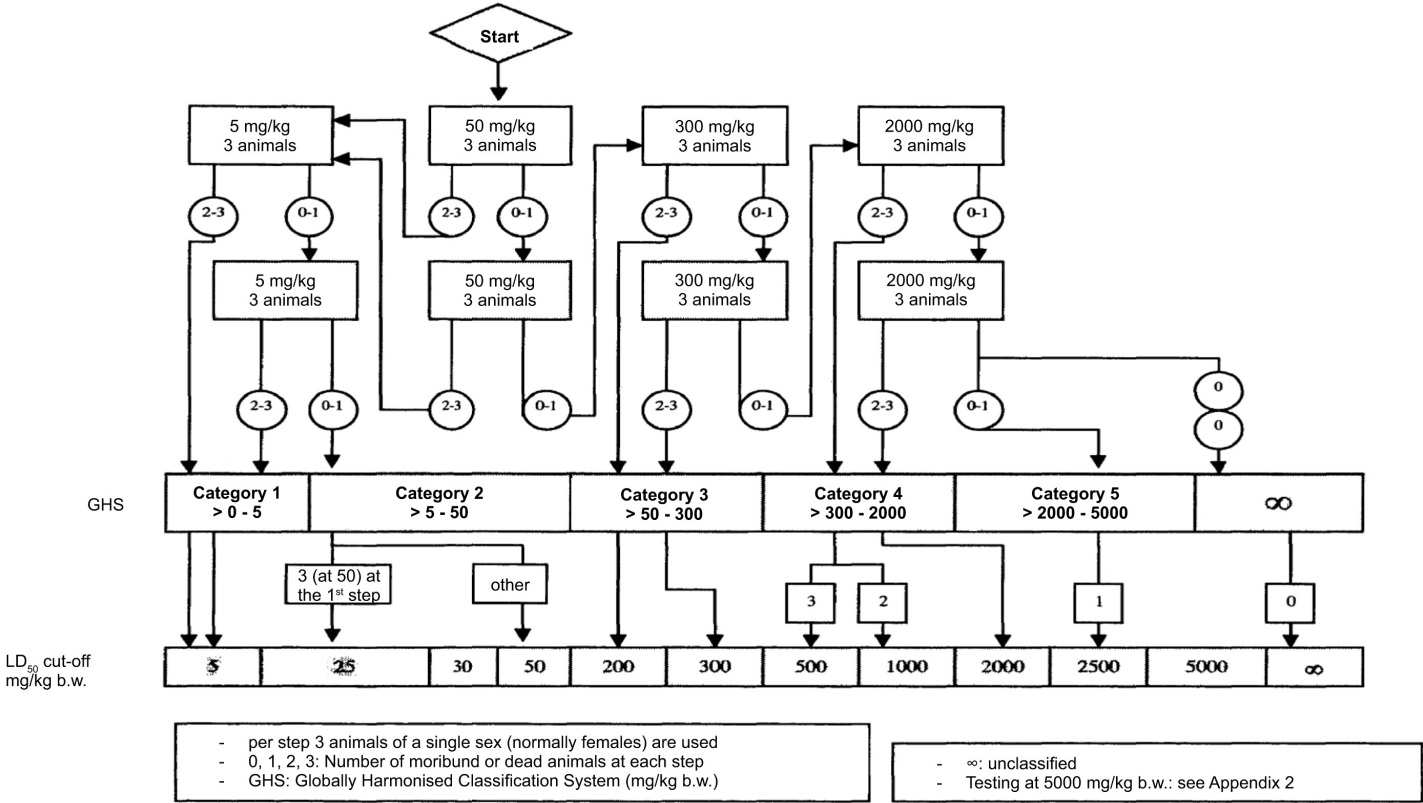 Start
5 mg/kg
3 animals
50 mg/kg
3 animals
300 mg/kg
3 animals
2000 mg/kg
3 animals
2-3
0-1
2-3
0-1
2-3
0-1
2-3
0-1
5 mg/kg
3 animals
50 mg/kg
3 animals
300 mg/kg
3 animals
2000 mg/kg
3 animals
2-3
0-1
2-3
0-1
2-3
0-1
2-3
0-1
0
0
GHS
Category 1
> 0 - 5
Category 2
> 5 - 50
Category 3
> 50 - 300
Category 4
> 300 - 2000
Category 5
> 2000 - 5000
∞
3 (at 50) at
the 1st step
other
3
2
1
0
LD50 cut-off
mg/kg b.w.
5
25
30
50
200
300
500
1000
2000
2500
5000
∞
- per step 3 animals of a single sex (normally females) are used
- 0, 1, 2, 3: Number of moribund or dead animals at each step
- GHS: Globally Harmonised Classification System (mg/kg b.w.)
- ∞: unclassified
- Testing at 5000 mg/kg b.w.: see Appendix 2